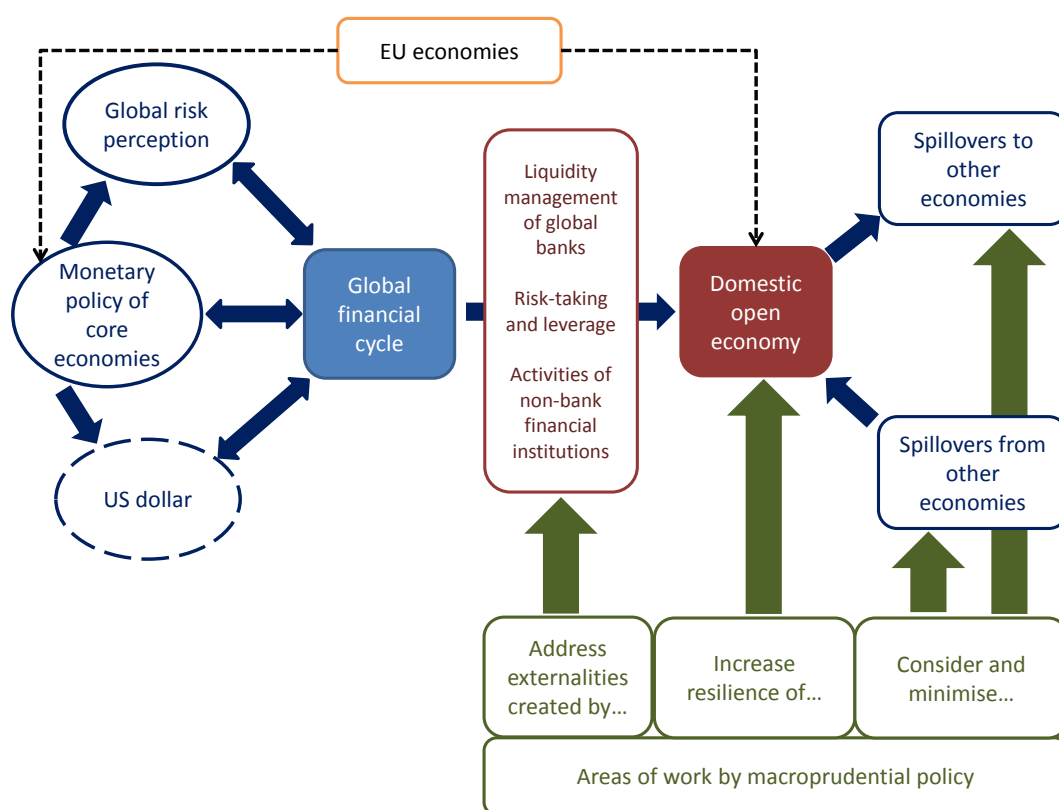 EU economies
Global risk
perception
Monetary
policy of
core
economies
US dollar
Global
financial
cycle
Liquidity
management
of global
banks
Risk-taking
and leverage
Activities of
non-bank
financial
institutions
Domestic
open
economy
Spillovers to
other
economies
Spillovers from
other
economies
Address
externalities
created by…
Increase
resilience of…
Consider and
minimise…
Areas of work by macroprudential policy